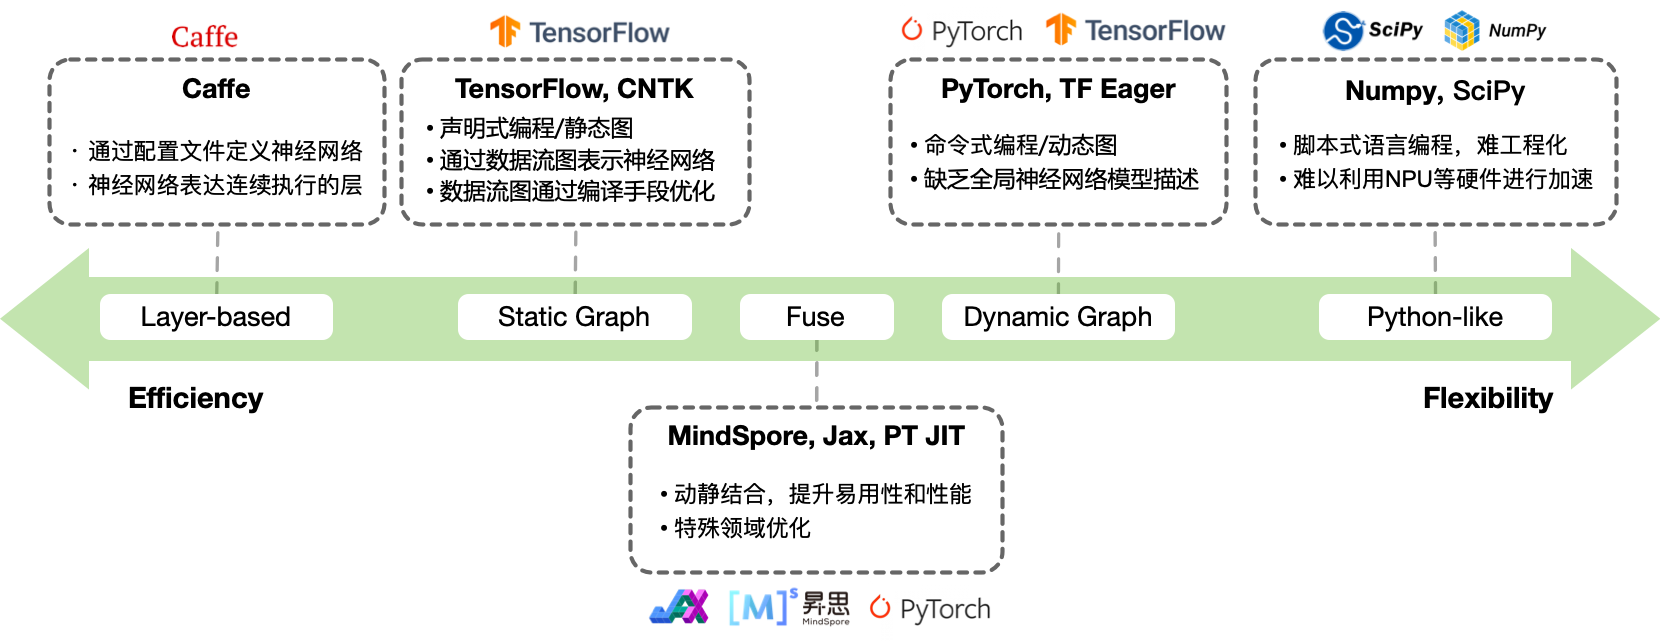 Caffe
TensorFlow
PyTorch
TensorFlow
SciPy
NumPy
Caffe
· 通过配置文件定义神经网络
· 神经网络表达连续执行的层
TensorFlow, CNTK
• 声明式编程/静态图
• 通过数据流图表示神经网络
• 数据流图通过编译手段优化
PyTorch, TF Eager
• 命令式编程/动态图
• 缺乏全局神经网络模型描述
Numpy, SciPy
• 脚本式语言编程，难工程化
• 难以利用NPU等硬件进行加速
Layer-based
Static Graph
Fuse
Dynamic Graph
Python-like
Efficiency
Flexibility
MindSpore, Jax, PT JIT
• 动静结合，提升易用性和性能
• 特殊领域优化
JAX
[M]s
昇思
MindSpore
PyTorch